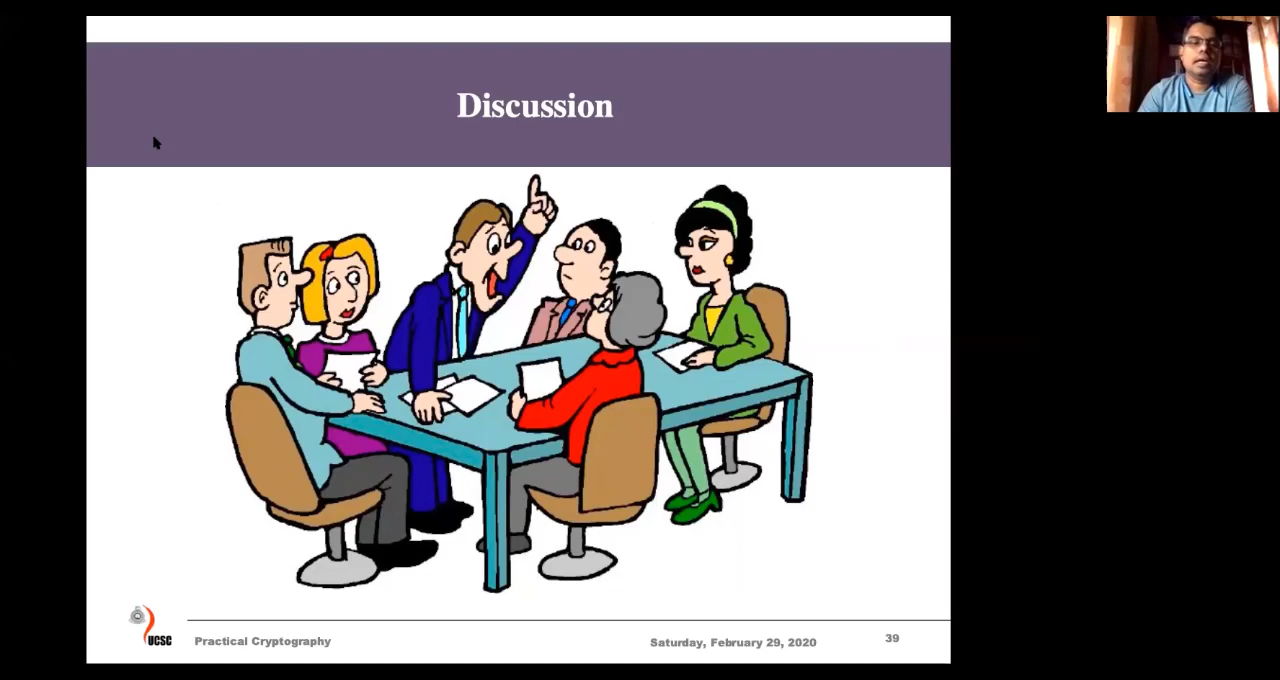 Discussion
UCSC
Practical Cryptography
Saturday, February 29, 2020
39